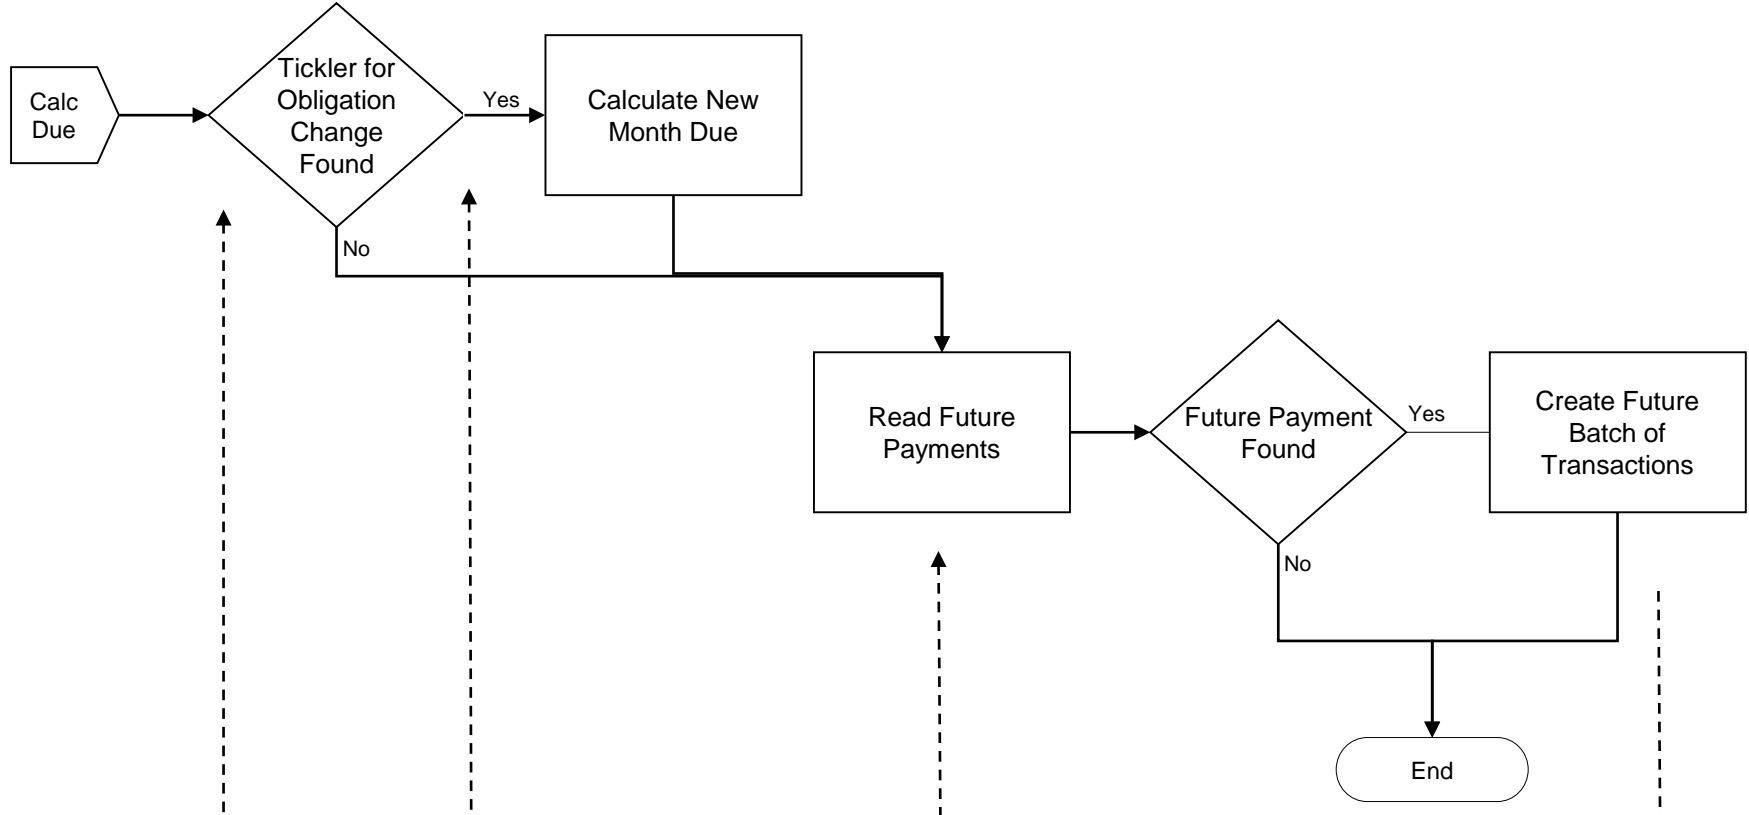 Calc
Due
Tickler for
Obligation
Change
Found
Yes
Calculate New
Month Due
No
Read Future
Payments
Future Payment
Found
Yes
Create Future
Batch of
Transactions
No
End